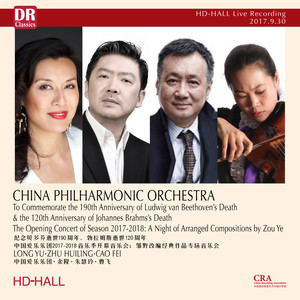 DR
Classics
HD-HALL Live Recording
2017.9.30
CHINA PHILHARMONIC ORCHESTRA
To Commemorate the 190th Anniversary of Ludwig van Beethoven's Death
& the 120th Anniversary of Johannes Brahms's Death
The Opening Concert of Season 2017-2018: A Night of Arranged Compositions by Zou Ye
纪念贝多芬逝世190周年、勃拉姆斯逝世120周年
中国爱乐乐团2017-2018音乐季开幕音乐会：邹野改编经典作品专场音乐会
LONG YU·ZHU HUILING·CAO FEI
中国爱乐乐团·余隆·朱慧玲·曹飞
HD-HALL
CRA